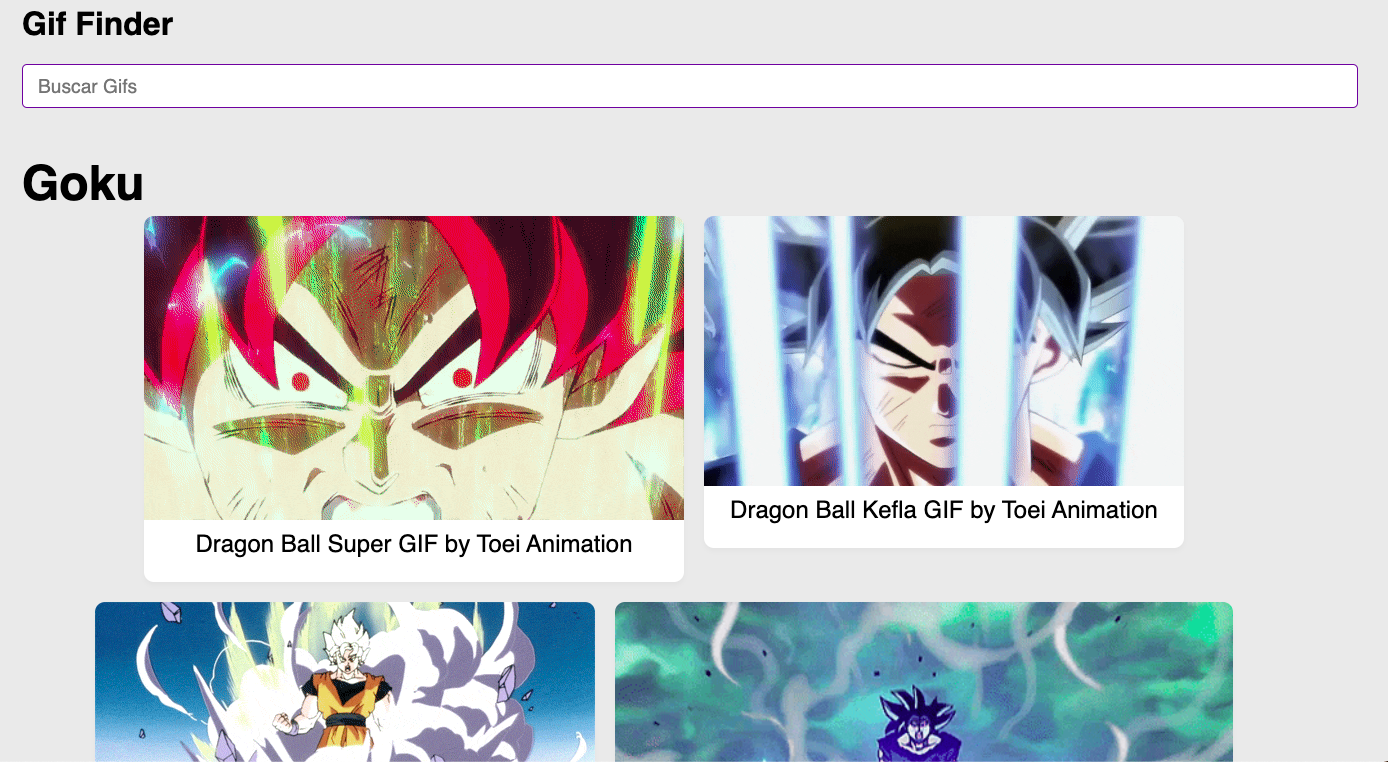 Gif Finder
Buscar Gifs
Goku
Dragon Ball Super GIF by Toei Animation
Dragon Ball Kefla GIF by Toei Animation